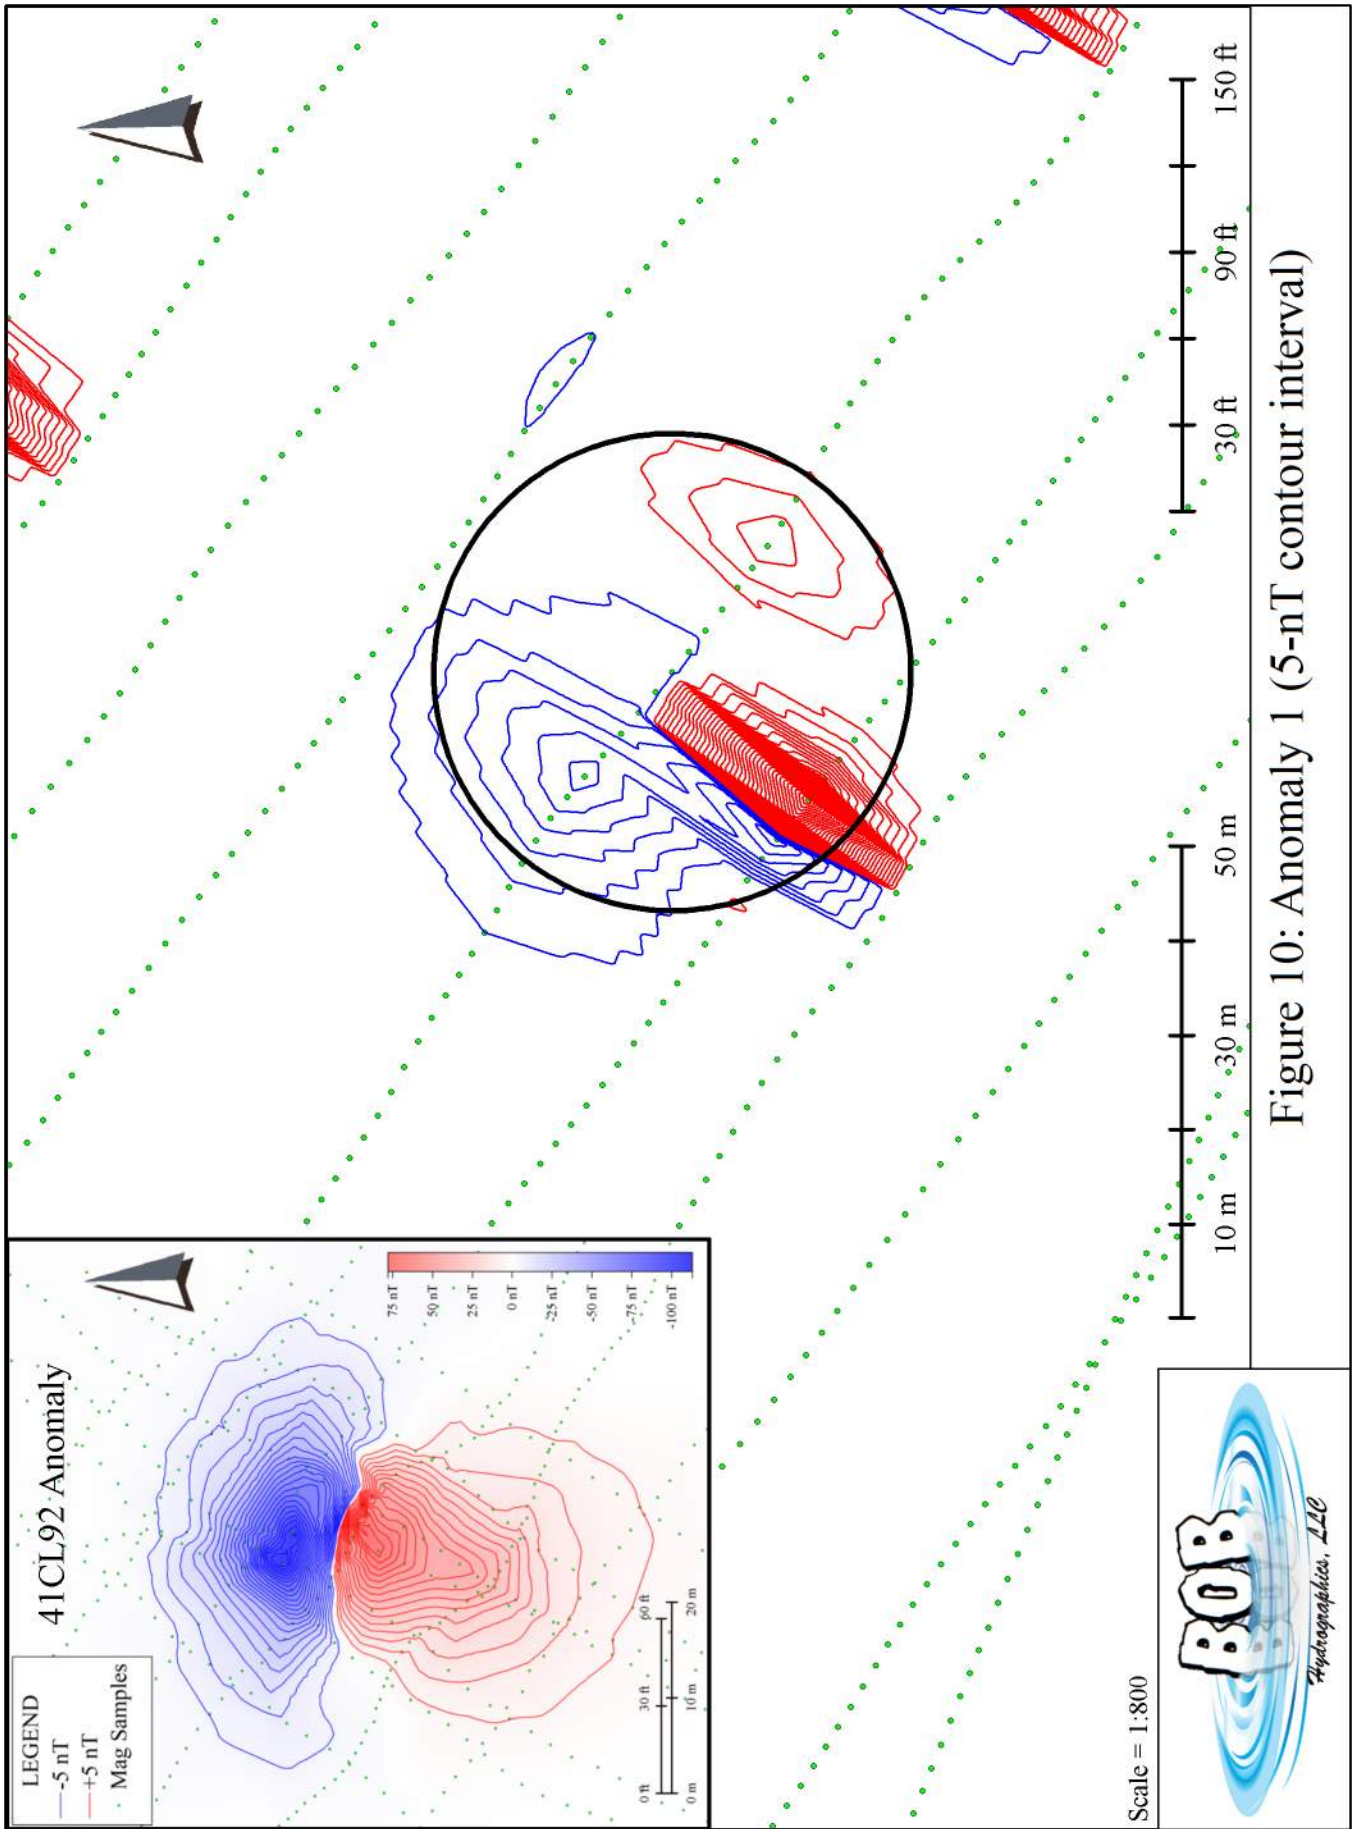 41CL92 Anomaly
LEGEND
-5 nT
+5 nT
Mag Samples
0 ft 30 ft 60 ft
0 m 10 m 20 m
75 nT
50 nT
25 nT
0 nT
-25 nT
-50 nT
-75 nT
-100 nT
Scale = 1:800
10 m 30 m 50 m
30 ft 90 ft 150 ft
BOB
Hydrographics, LLC
Figure 10: Anomaly 1 (5-nT contour interval)